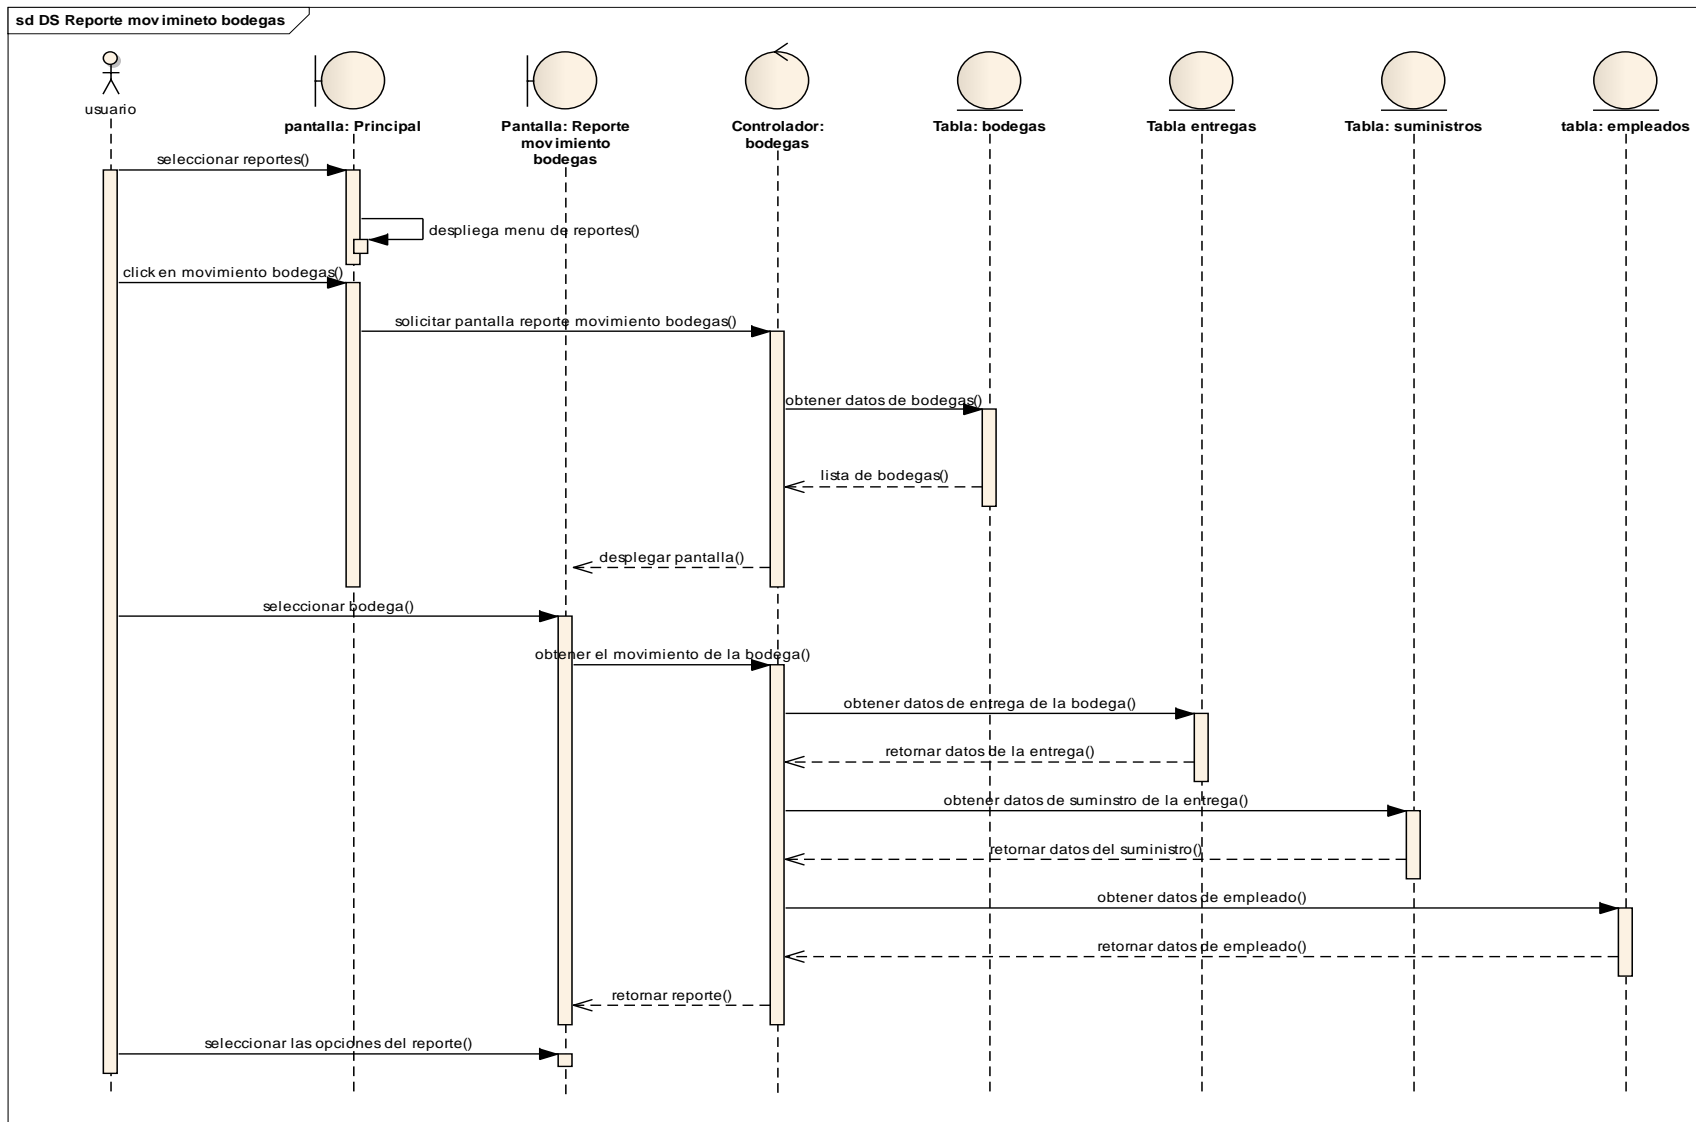 sd DS Reporte movimineto bodegas
usuario
pantalla: Principal
Pantalla: Reporte
movimiento
bodegas
Controlador:
bodegas
Tabla: bodegas
Tabla entregas
Tabla: suministros
tabla: empleados
seleccionar reportes()
despliega menu de reportes()
click en movimiento bodegas()
solicitar pantalla reporte movimiento bodegas()
obtener datos de bodegas()
lista de bodegas()
desplegar pantalla()
seleccionar bodega()
obtener el movimiento de la bodega()
obtener datos de entrega de la bodega()
retornar datos de la entrega()
obtener datos de suminstro de la entrega()
retornar datos del suministro()
obtener datos de empleado()
retornar datos de empleado()
retornar reporte()
seleccionar las opciones del reporte()